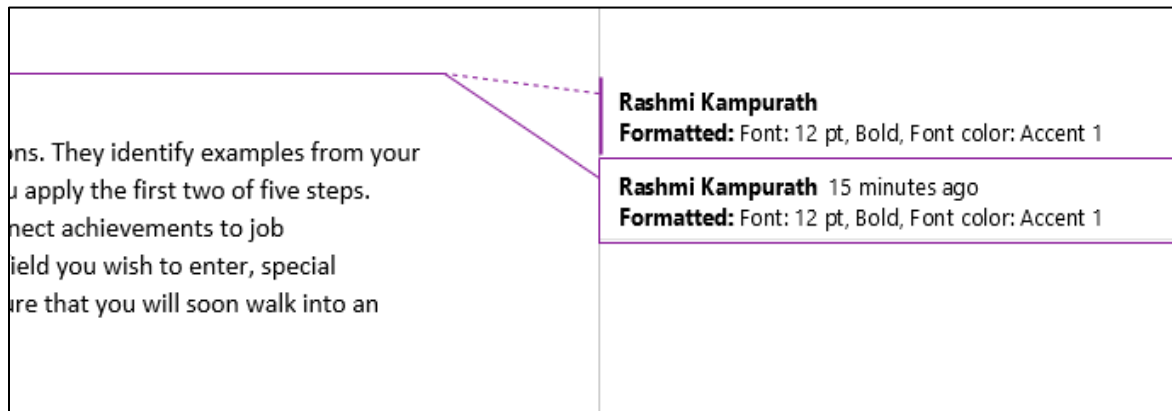 Rashmi Kampurath
Formatted: Font: 12 pt, Bold, Font color: Accent 1
Rashmi Kampurath 15 minutes ago
Formatted: Font: 12 pt, Bold, Font color: Accent 1
ons. They identify examples from your
u apply the first two of five steps.
nect achievements to job
ield you wish to enter, special
ure that you will soon walk into an